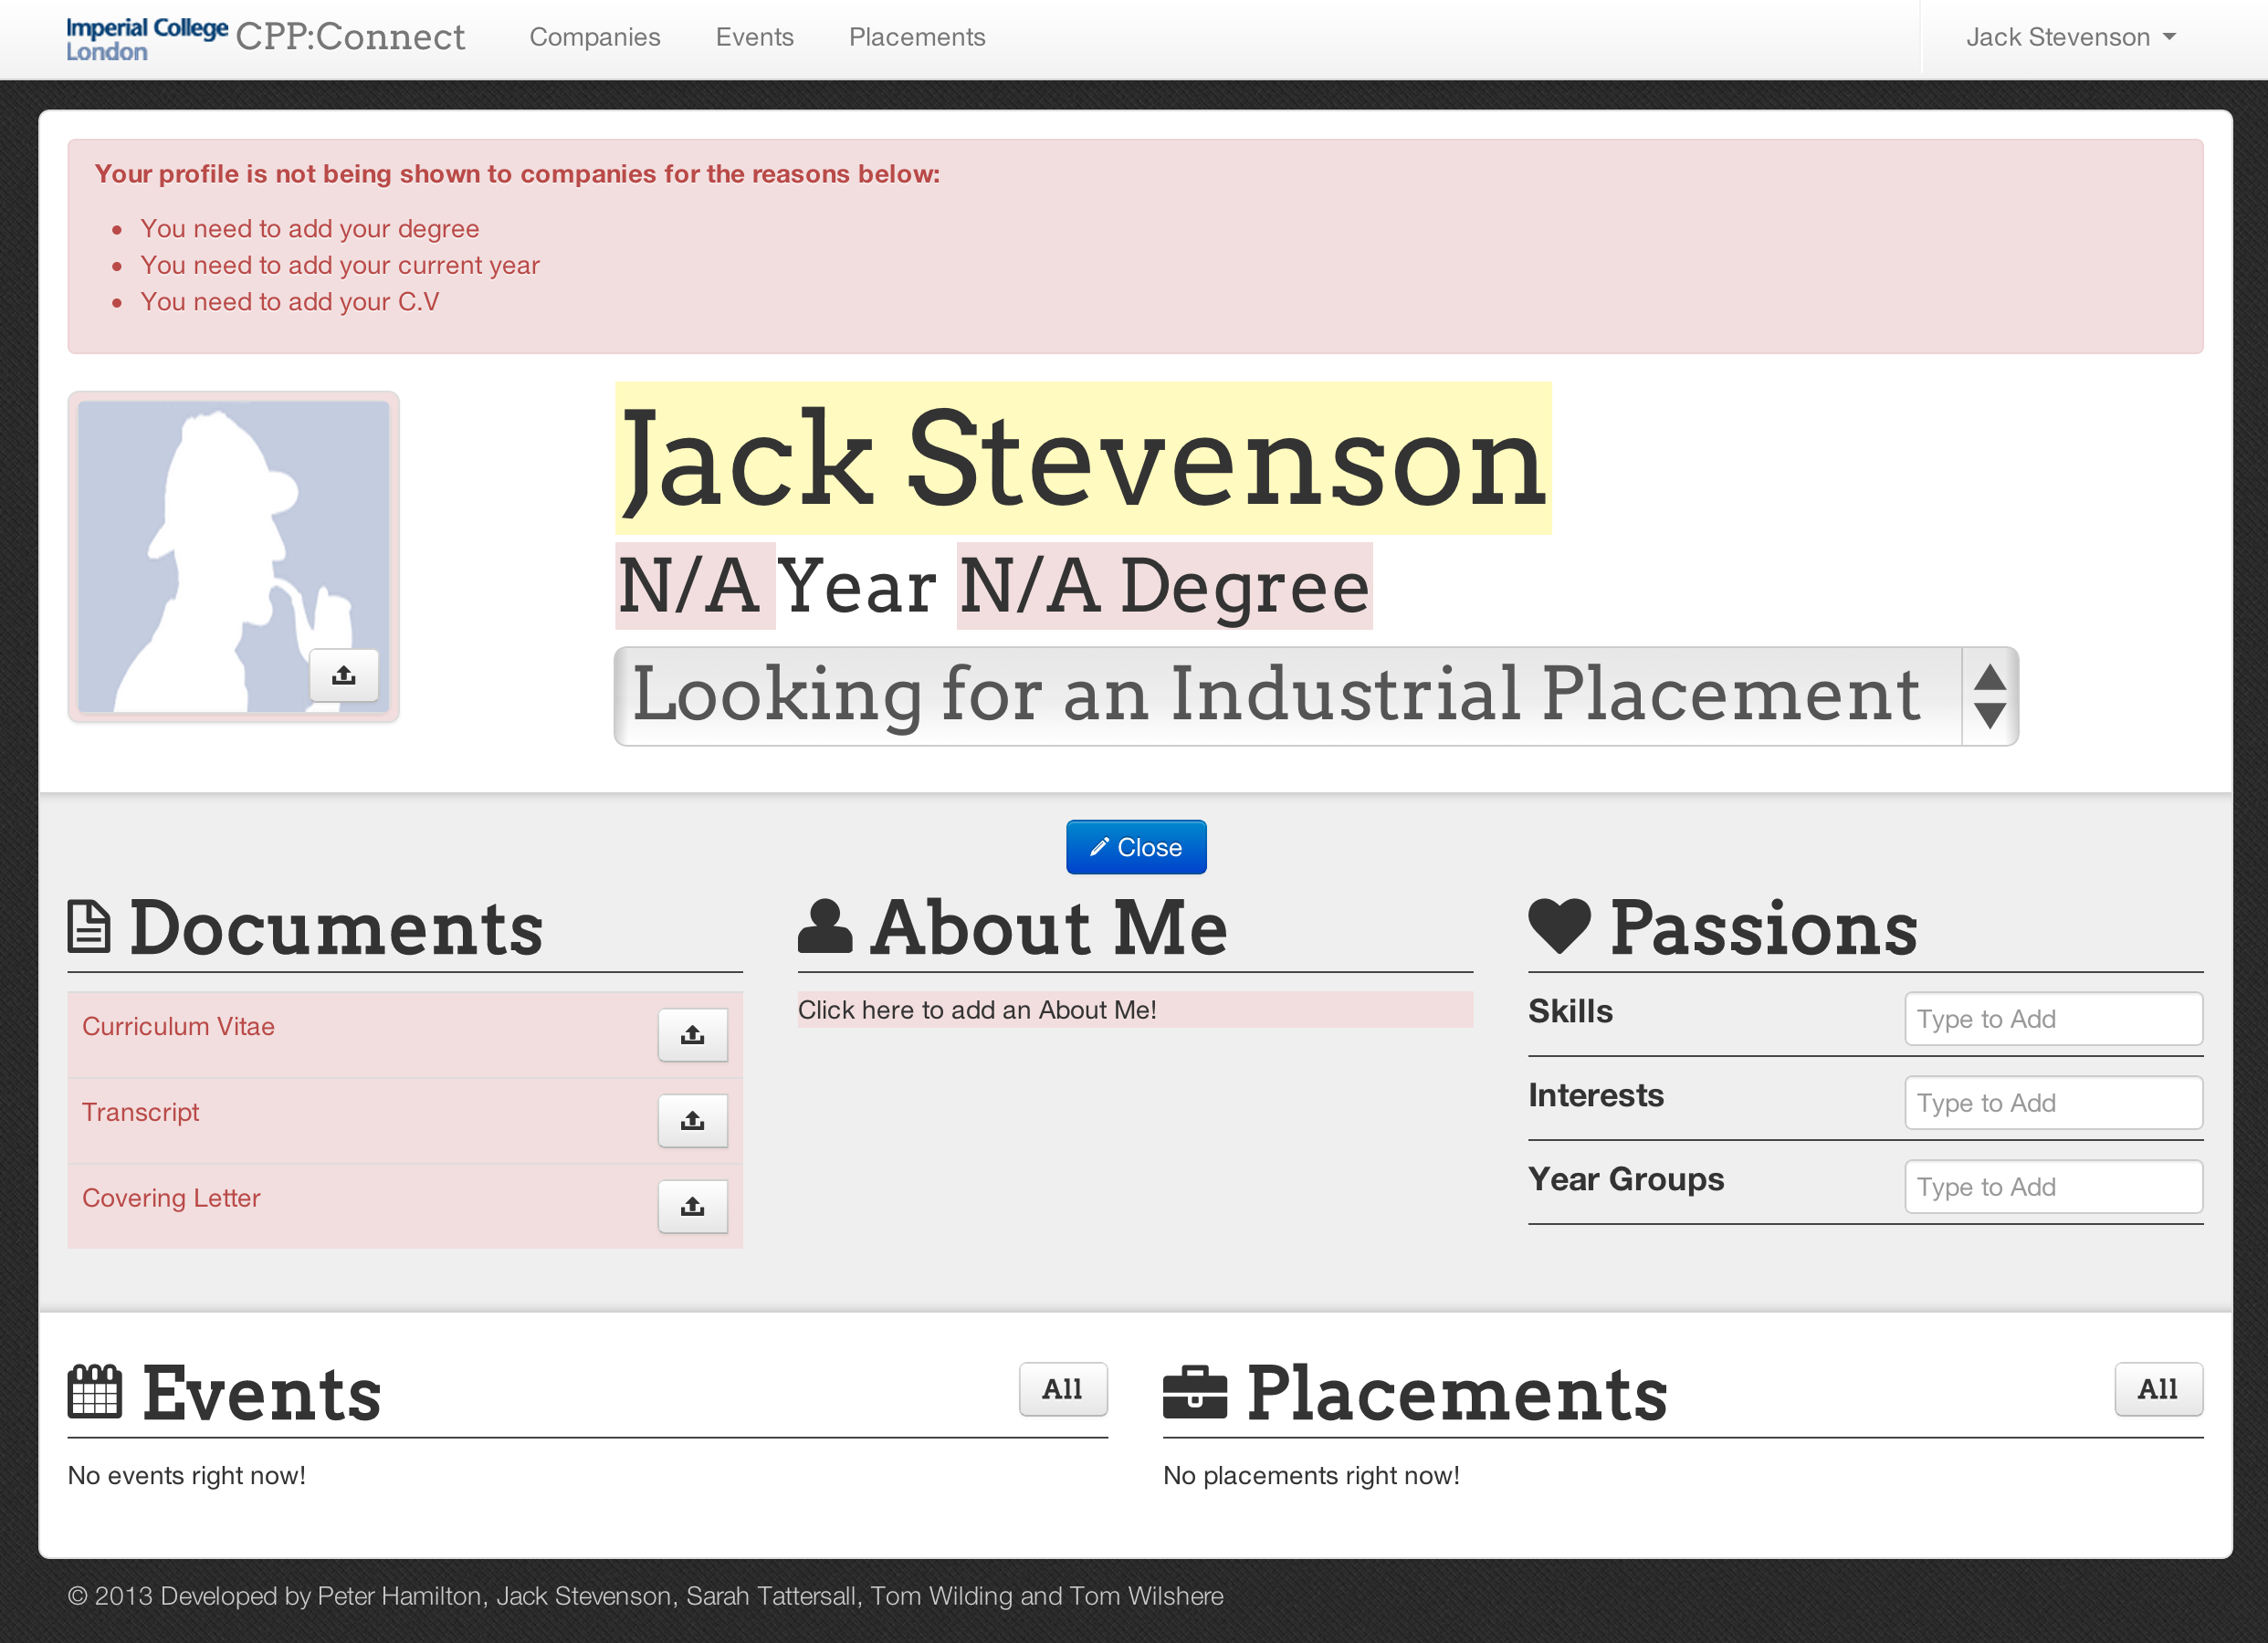 Imperial College
London
CPP:Connect
Companies
Events
Placements
Jack Stevenson
Your profile is not being shown to companies for the reasons below:
You need to add your degree
You need to add your current year
You need to add your C.V
Jack Stevenson
N/A Year N/A Degree
Looking for an Industrial Placement
Close
Documents
Curriculum Vitae
Transcript
Covering Letter
About Me
Click here to add an About Me!
Passions
Skills
Type to Add
Interests
Type to Add
Year Groups
Type to Add
Events
All
No events right now!
Placements
All
No placements right now!
© 2013 Developed by Peter Hamilton, Jack Stevenson, Sarah Tattersall, Tom Wilding and Tom Wilshere